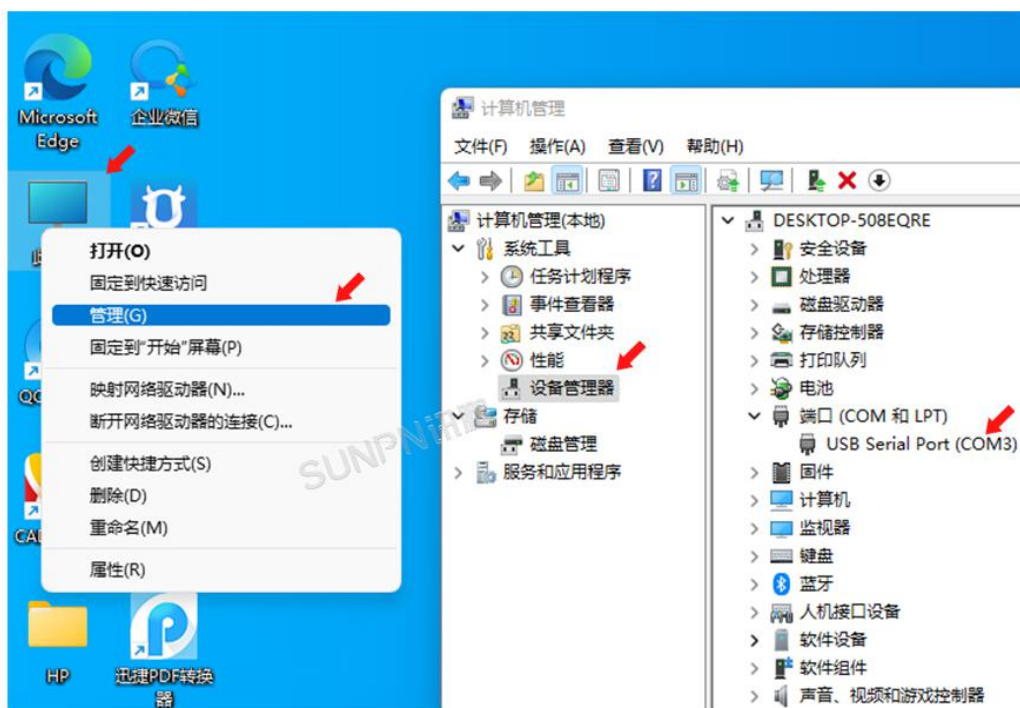 Microsoft
Edge
企业微信
打开(O)
固定到快速访问
管理(G)
固定到"开始"屏幕(P)
映射网络驱动器(N)...
断开网络驱动器的连接(C)...
创建快捷方式(S)
删除(D)
重命名(M)
属性(R)
HP
迅捷PDF转换
器
计算机管理
文件(F) 操作(A) 查看(V) 帮助(H)
计算机管理(本地)
系统工具
任务计划程序
事件查看器
共享文件夹
性能
设备管理器
存储
磁盘管理
服务和应用程序
DESKTOP-508EQRE
安全设备
处理器
磁盘驱动器
存储控制器
打印队列
电池
端口 (COM 和 LPT)
USB Serial Port (COM3)
固件
计算机
监视器
键盘
蓝牙
人机接口设备
软件设备
软件组件
声音、视频和游戏控制器
SUNPN